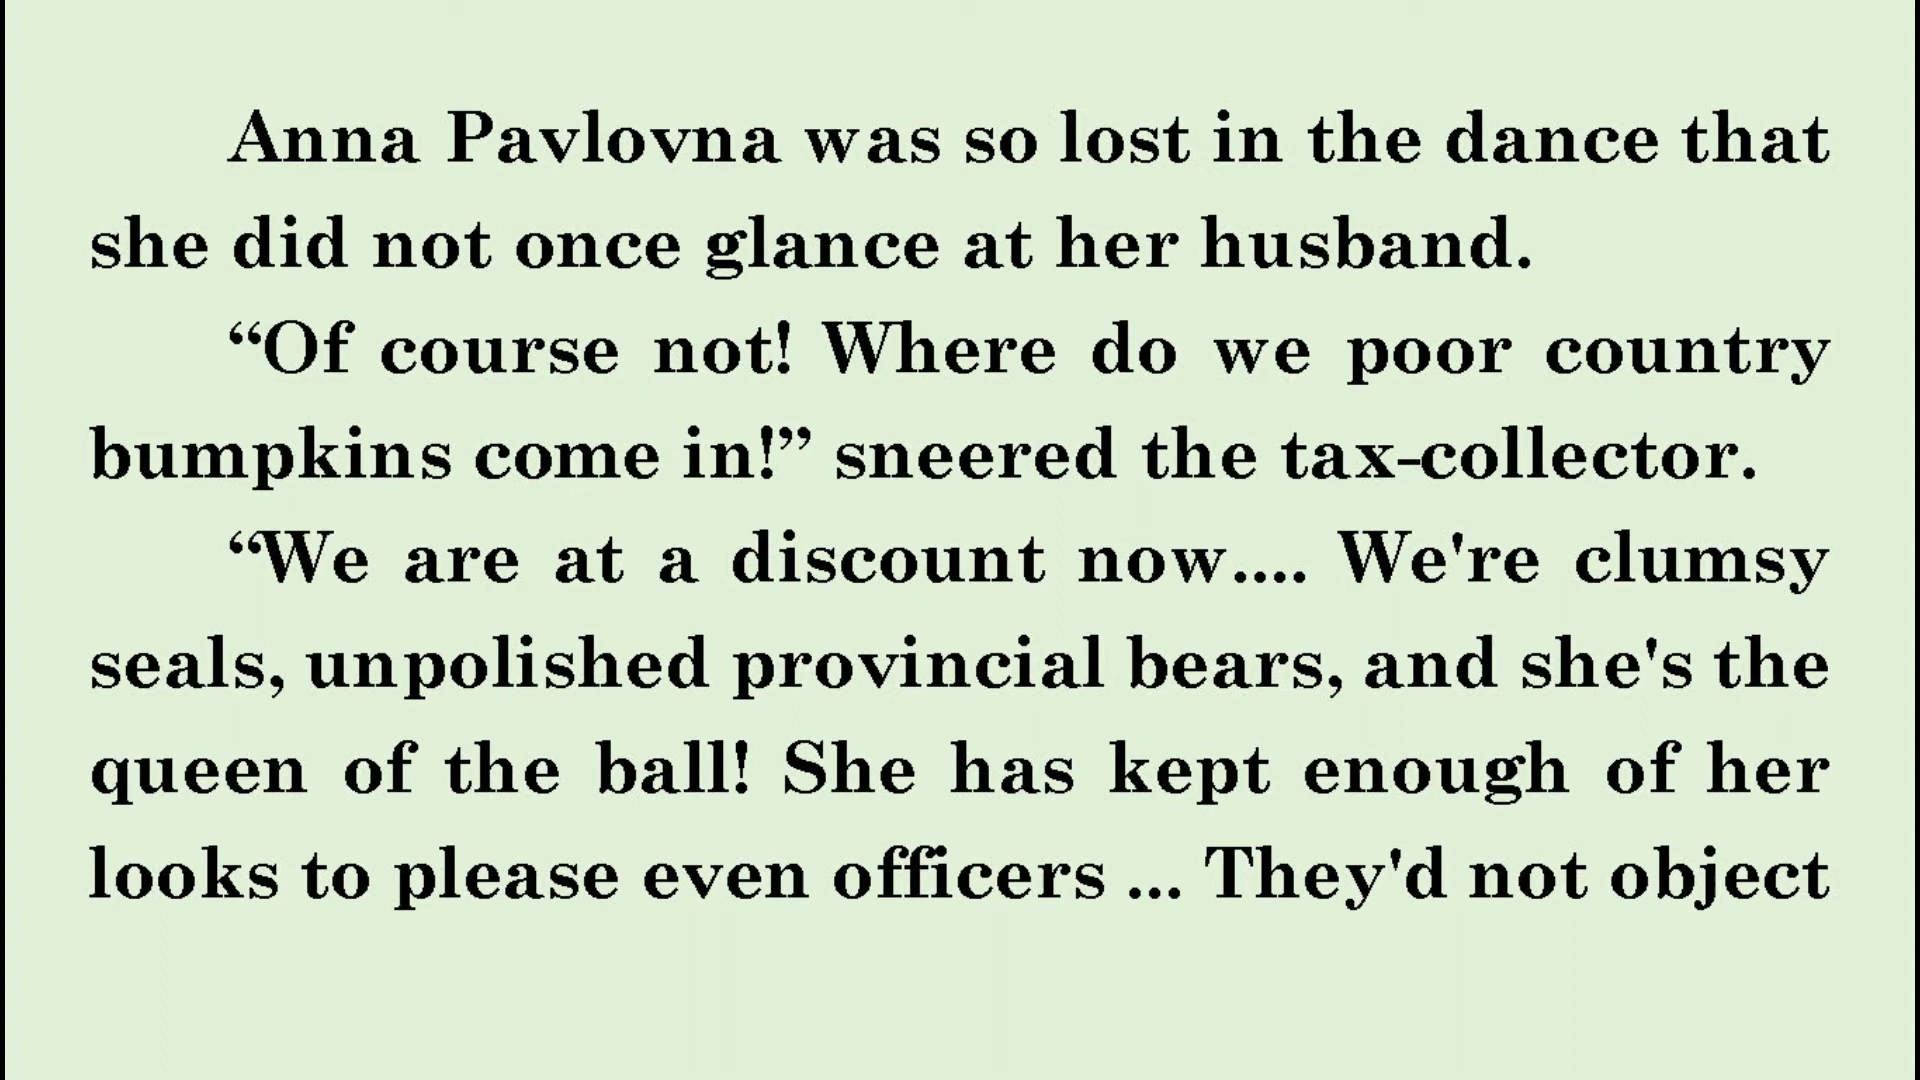 Anna Pavlovna was so lost in the dance that
she did not once glance at her husband.
“Of course not! Where do we poor country
bumpkins come in!” sneered the tax-collector.
“We are at a discount now.... We're clumsy
seals, unpolished provincial bears, and she's the
queen of the ball! She has kept enough of her
looks to please even officers ... They'd not object